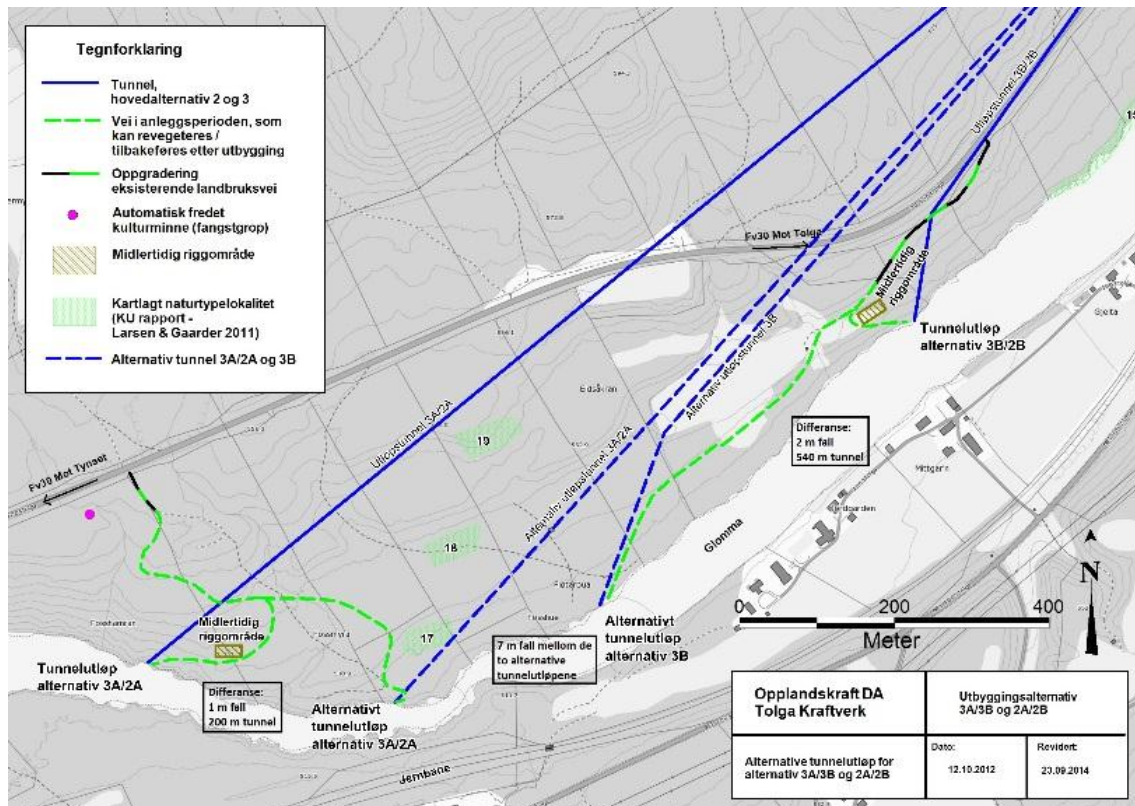 Tegnforklaring
Tunnel,
hovedalternativ 2 og 3
Vei i anleggsperioden, som
kan revegeteres /
tilbakeføres etter utbygging
Oppgradering
eksisterende landbruksvei
Automatisk fredet
kulturminne (fangstgrop)
Midlertidig riggområde
Kartlagt naturtypelokalitet
(KU rapport -
Larsen & Gaarder 2011)
Alternativ tunnel 3A/2A og 3B
Utløpstunnel 3B/2B
Fv30 Mot Tolga
Midlertidig
riggområde
Tunnelutløp
alternativ 3B/2B
Gjelta
Eidsåkran
Alternativ utløpstunnel 3B
Utløpstunnel 3A/2A
Alternativ utløpstunnel 3A/2A
19
Differanse:
2 m fall
540 m tunnel
Mittgarn
Fv30 Mot Tynset
18
Glomma
N
0 200 400
Meter
17
Midlertidig
riggområde
Tunnelutløp
alternativ 3A/2A
Differanse:
1 m fall
200 m tunnel
Alternativt
tunnelutløp
alternativ 3A/2A
7 m fall mellom de
to alternative
tunnelutløpene
Alternativt
tunnelutløp
alternativ 3B
Jernbane
Opplandskraft DA
Tolga Kraftverk
Utbyggingsalternativ
3A/3B og 2A/2B
Alternative tunnelutløp for
alternativ 3A/3B og 2A/2B
Dato:
12.10.2012
Revidert:
23.09.2014